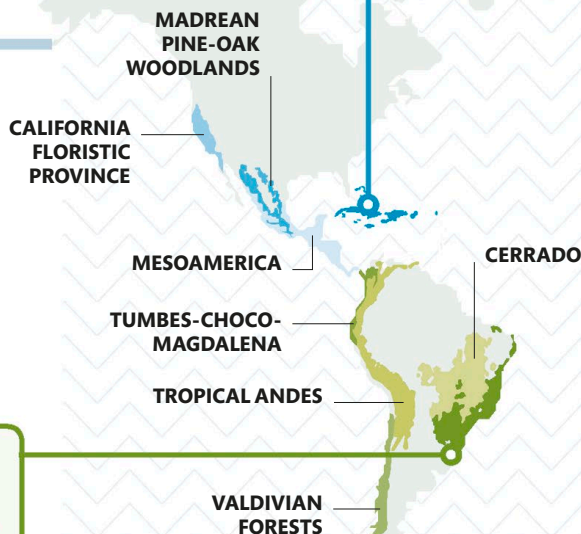 MADREAN
PINE-OAK
WOODLANDS
CALIFORNIA
FLORISTIC
PROVINCE
MESOAMERICA
CERRADO
TUMBES-CHOCO-
MAGDALENA
TROPICAL ANDES
VALDIVIAN
FORESTS